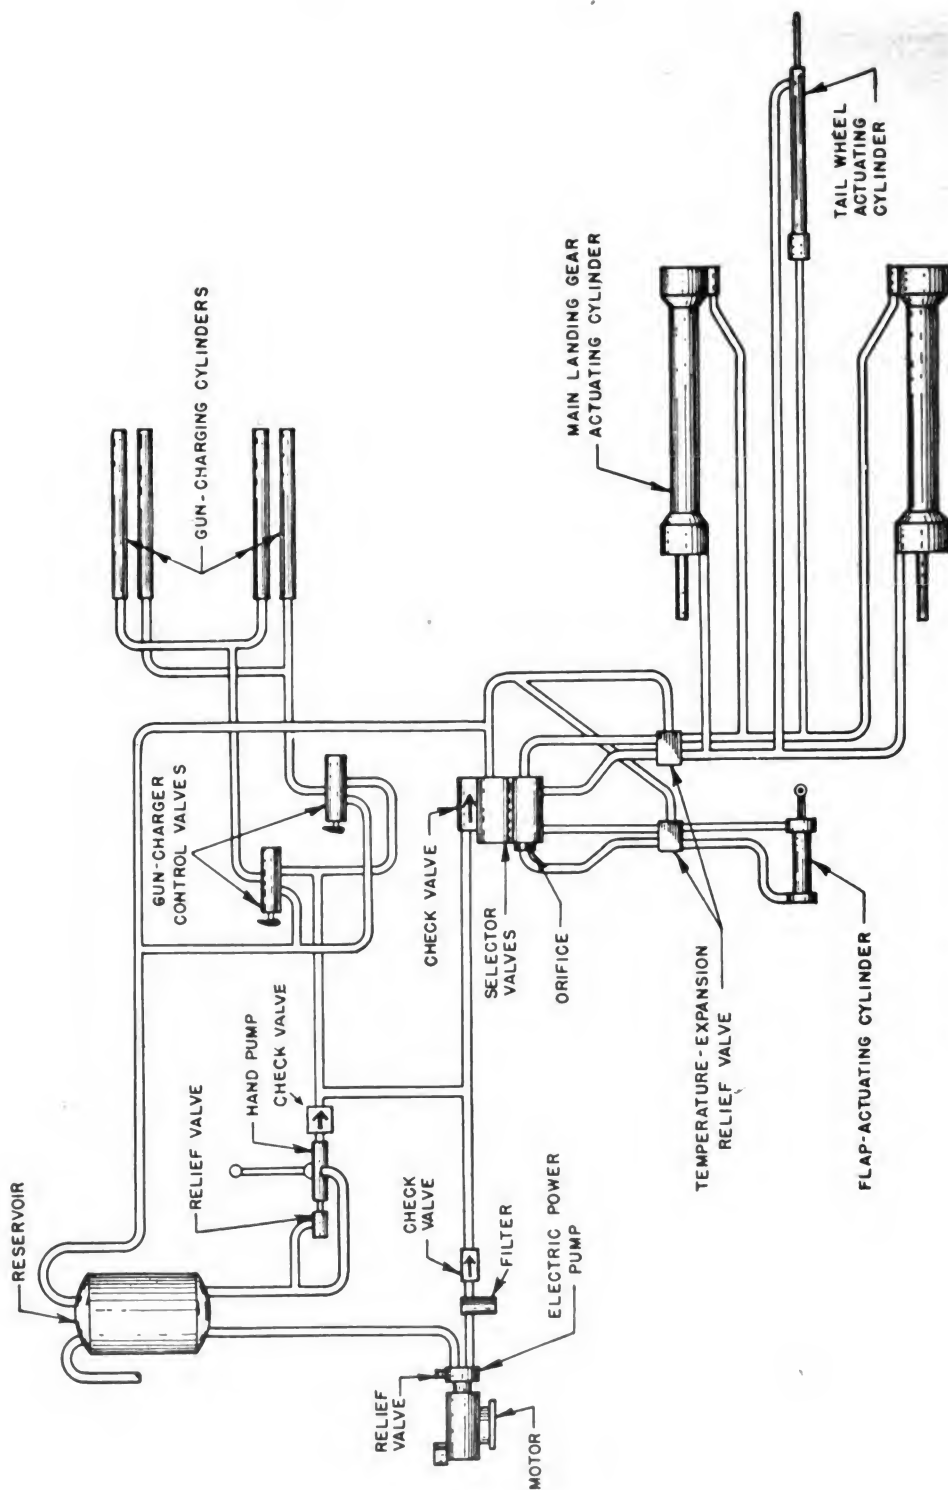 RESERVOIR
RELIEF VALVE
HAND PUMP
CHECK VALVE
GUN-CHARGER
CONTROL VALVES
GUN-CHARGING CYLINDERS
RELIEF
VALVE
MOTOR
ELECTRIC POWER
PUMP
FILTER
CHECK
VALVE
CHECK VALVE
SELECTOR
VALVES
ORIFICE
TEMPERATURE-EXPANSION
RELIEF VALVE
FLAP-ACTUATING CYLINDER
MAIN LANDING GEAR
ACTUATING CYLINDER
TAIL WHEEL
ACTUATING
CYLINDER